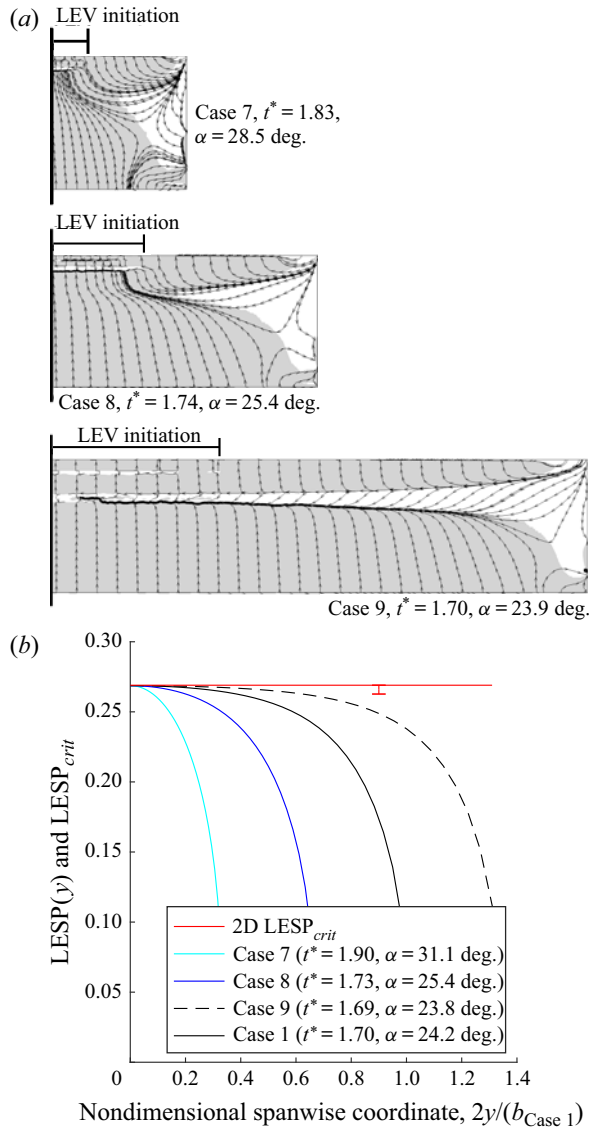 (a)
LEV initiation
Case 7, t* = 1.83,
α = 28.5 deg.
LEV initiation
Case 8, t* = 1.74, α = 25.4 deg.
LEV initiation
Case 9, t* = 1.70, α = 23.9 deg.
(b)
0.30
0.25
0.20
0.15
0.10
0.05
LESP(y) and LESP_crit
2D LESP_crit
Case 7 (t* = 1.90, α = 31.1 deg.)
Case 8 (t* = 1.73, α = 25.4 deg.)
Case 9 (t* = 1.69, α = 23.8 deg.)
Case 1 (t* = 1.70, α = 24.2 deg.)
0 0.2 0.4 0.6 0.8 1.0 1.2 1.4
Nondimensional spanwise coordinate, 2y/(b_Case 1)